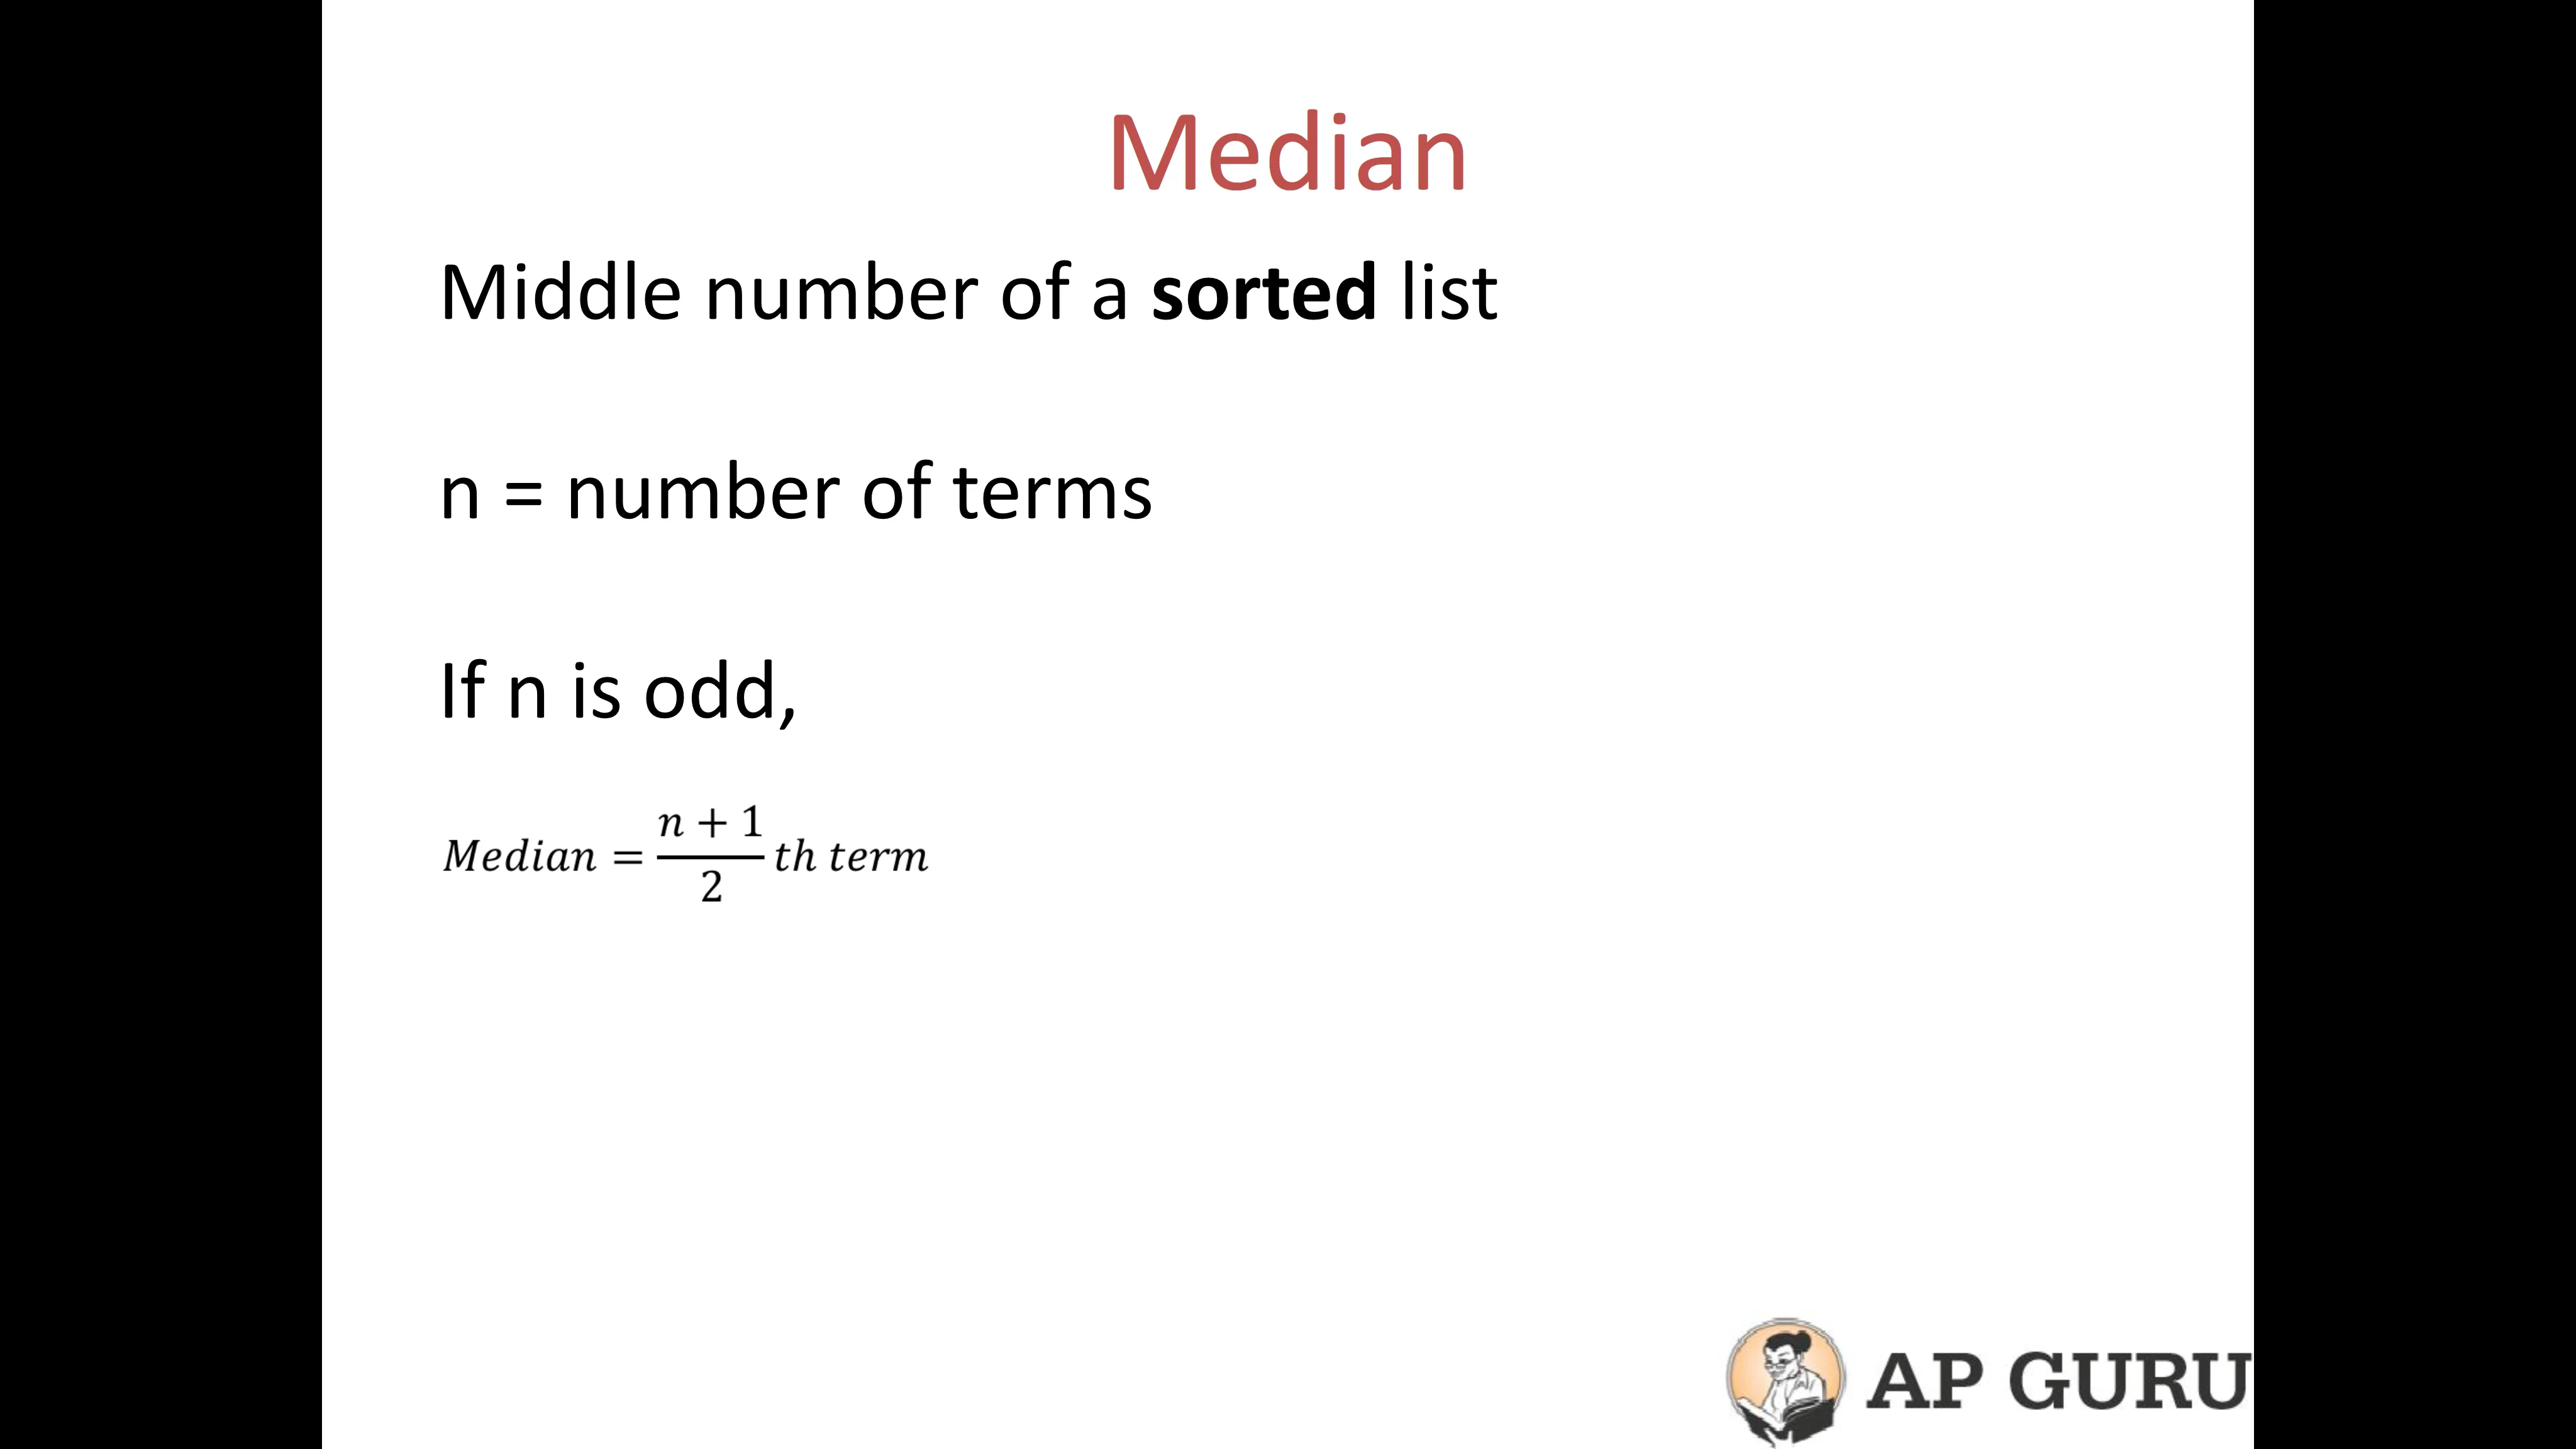 Median
Middle number of a sorted list
n = number of terms
If n is odd,
Median = \frac{n + 1}{2} th term
AP GURU